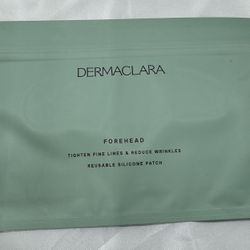 DERMACLARA
FOREHEAD
TIGHTEN FINE LINES & REDUCE WRINKLES
REUSABLE SILICONE PATCH